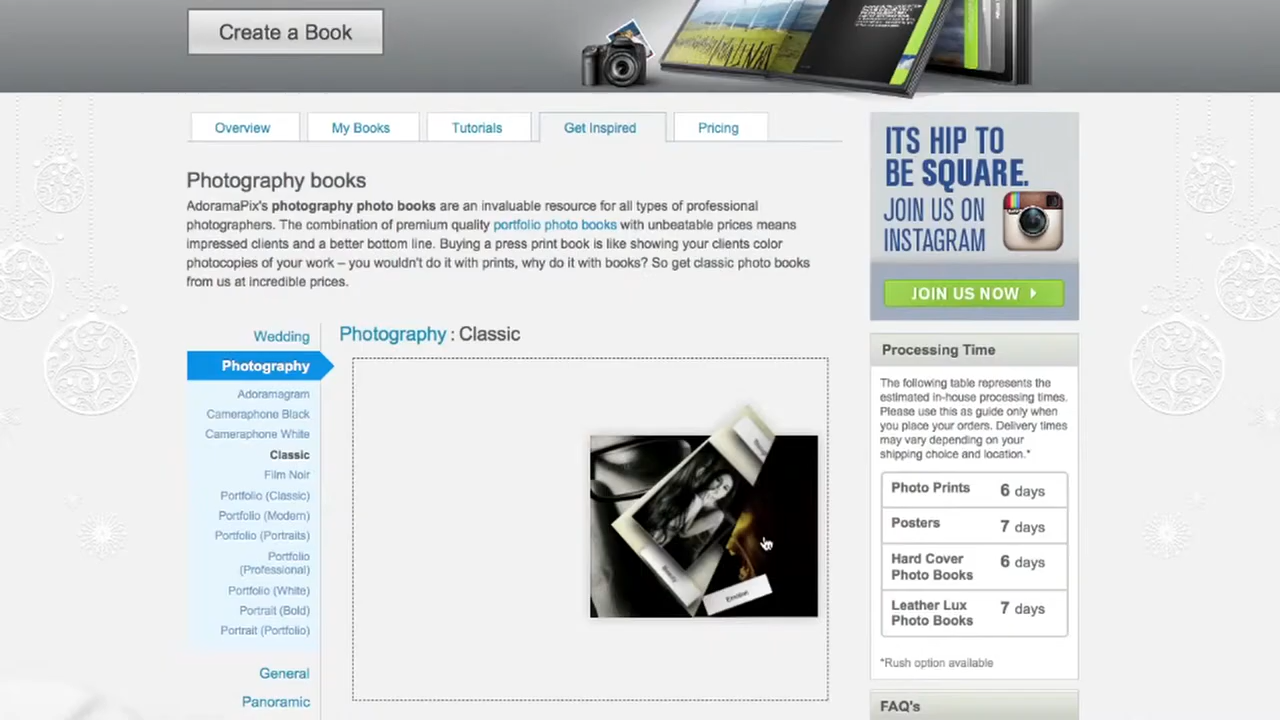 Create a Book
Overview
My Books
Tutorials
Get Inspired
Pricing
Photography books
AdoramaPix's photography photo books are an invaluable resource for all types of professional
photographers. The combination of premium quality portfolio photo books with unbeatable prices means
impressed clients and a better bottom line. Buying a press print book is like showing your clients color
photocopies of your work – you wouldn't do it with prints, why do it with books? So get classic photo books
from us at incredible prices.
Wedding
Photography
Adoramagram
Cameraphone Black
Cameraphone White
Classic
Film Noir
Portfolio (Classic)
Portfolio (Modern)
Portfolio (Portraits)
Portfolio
(Professional)
Portfolio (White)
Portrait (Bold)
Portrait (Portfolio)
General
Panoramic
Photography : Classic
Beauty
Emotion
ITS HIP TO
BE SQUARE.
JOIN US ON
INSTAGRAM
JOIN US NOW
Processing Time
The following table represents the
estimated in-house processing times.
Please use this as guide only when
you place your orders. Delivery times
may vary depending on your
shipping choice and location.*
Photo Prints 6 days
Posters 7 days
Hard Cover
Photo Books 6 days
Leather Lux
Photo Books 7 days
*Rush option available
FAQ's